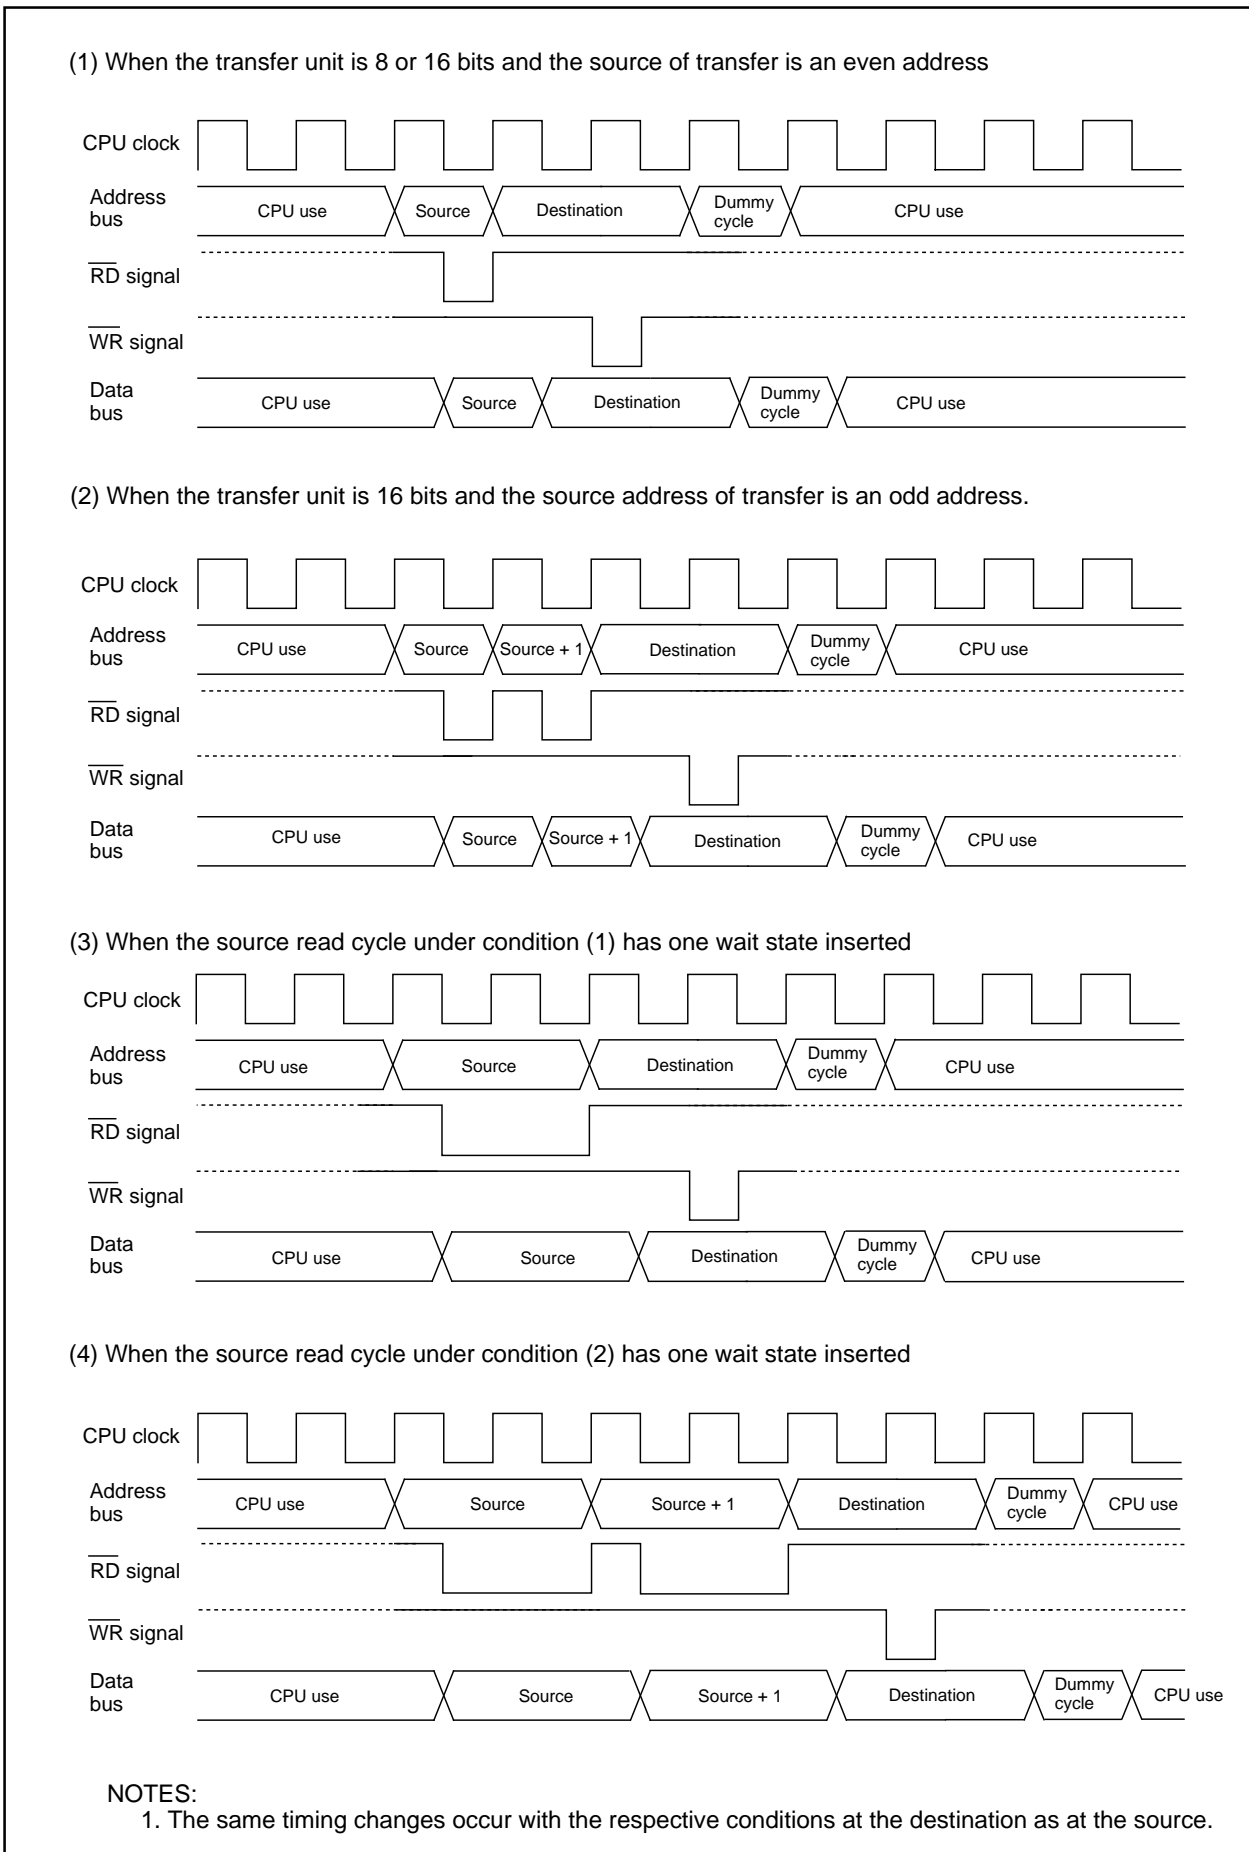 (1) When the transfer unit is 8 or 16 bits and the source of transfer is an even address
CPU clock
Address
bus
CPU use
Source
Destination
Dummy
cycle
CPU use
RD signal
WR signal
Data
bus
CPU use
Source
Destination
Dummy
cycle
CPU use
(2) When the transfer unit is 16 bits and the source address of transfer is an odd address.
CPU clock
Address
bus
CPU use
Source
Source + 1
Destination
Dummy
cycle
CPU use
RD signal
WR signal
Data
bus
CPU use
Source
Source + 1
Destination
Dummy
cycle
CPU use
(3) When the source read cycle under condition (1) has one wait state inserted
CPU clock
Address
bus
CPU use
Source
Destination
Dummy
cycle
CPU use
RD signal
WR signal
Data
bus
CPU use
Source
Destination
Dummy
cycle
CPU use
(4) When the source read cycle under condition (2) has one wait state inserted
CPU clock
Address
bus
CPU use
Source
Source + 1
Destination
Dummy
cycle
CPU use
RD signal
WR signal
Data
bus
CPU use
Source
Source + 1
Destination
Dummy
cycle
CPU use
NOTES:
1. The same timing changes occur with the respective conditions at the destination as at the source.